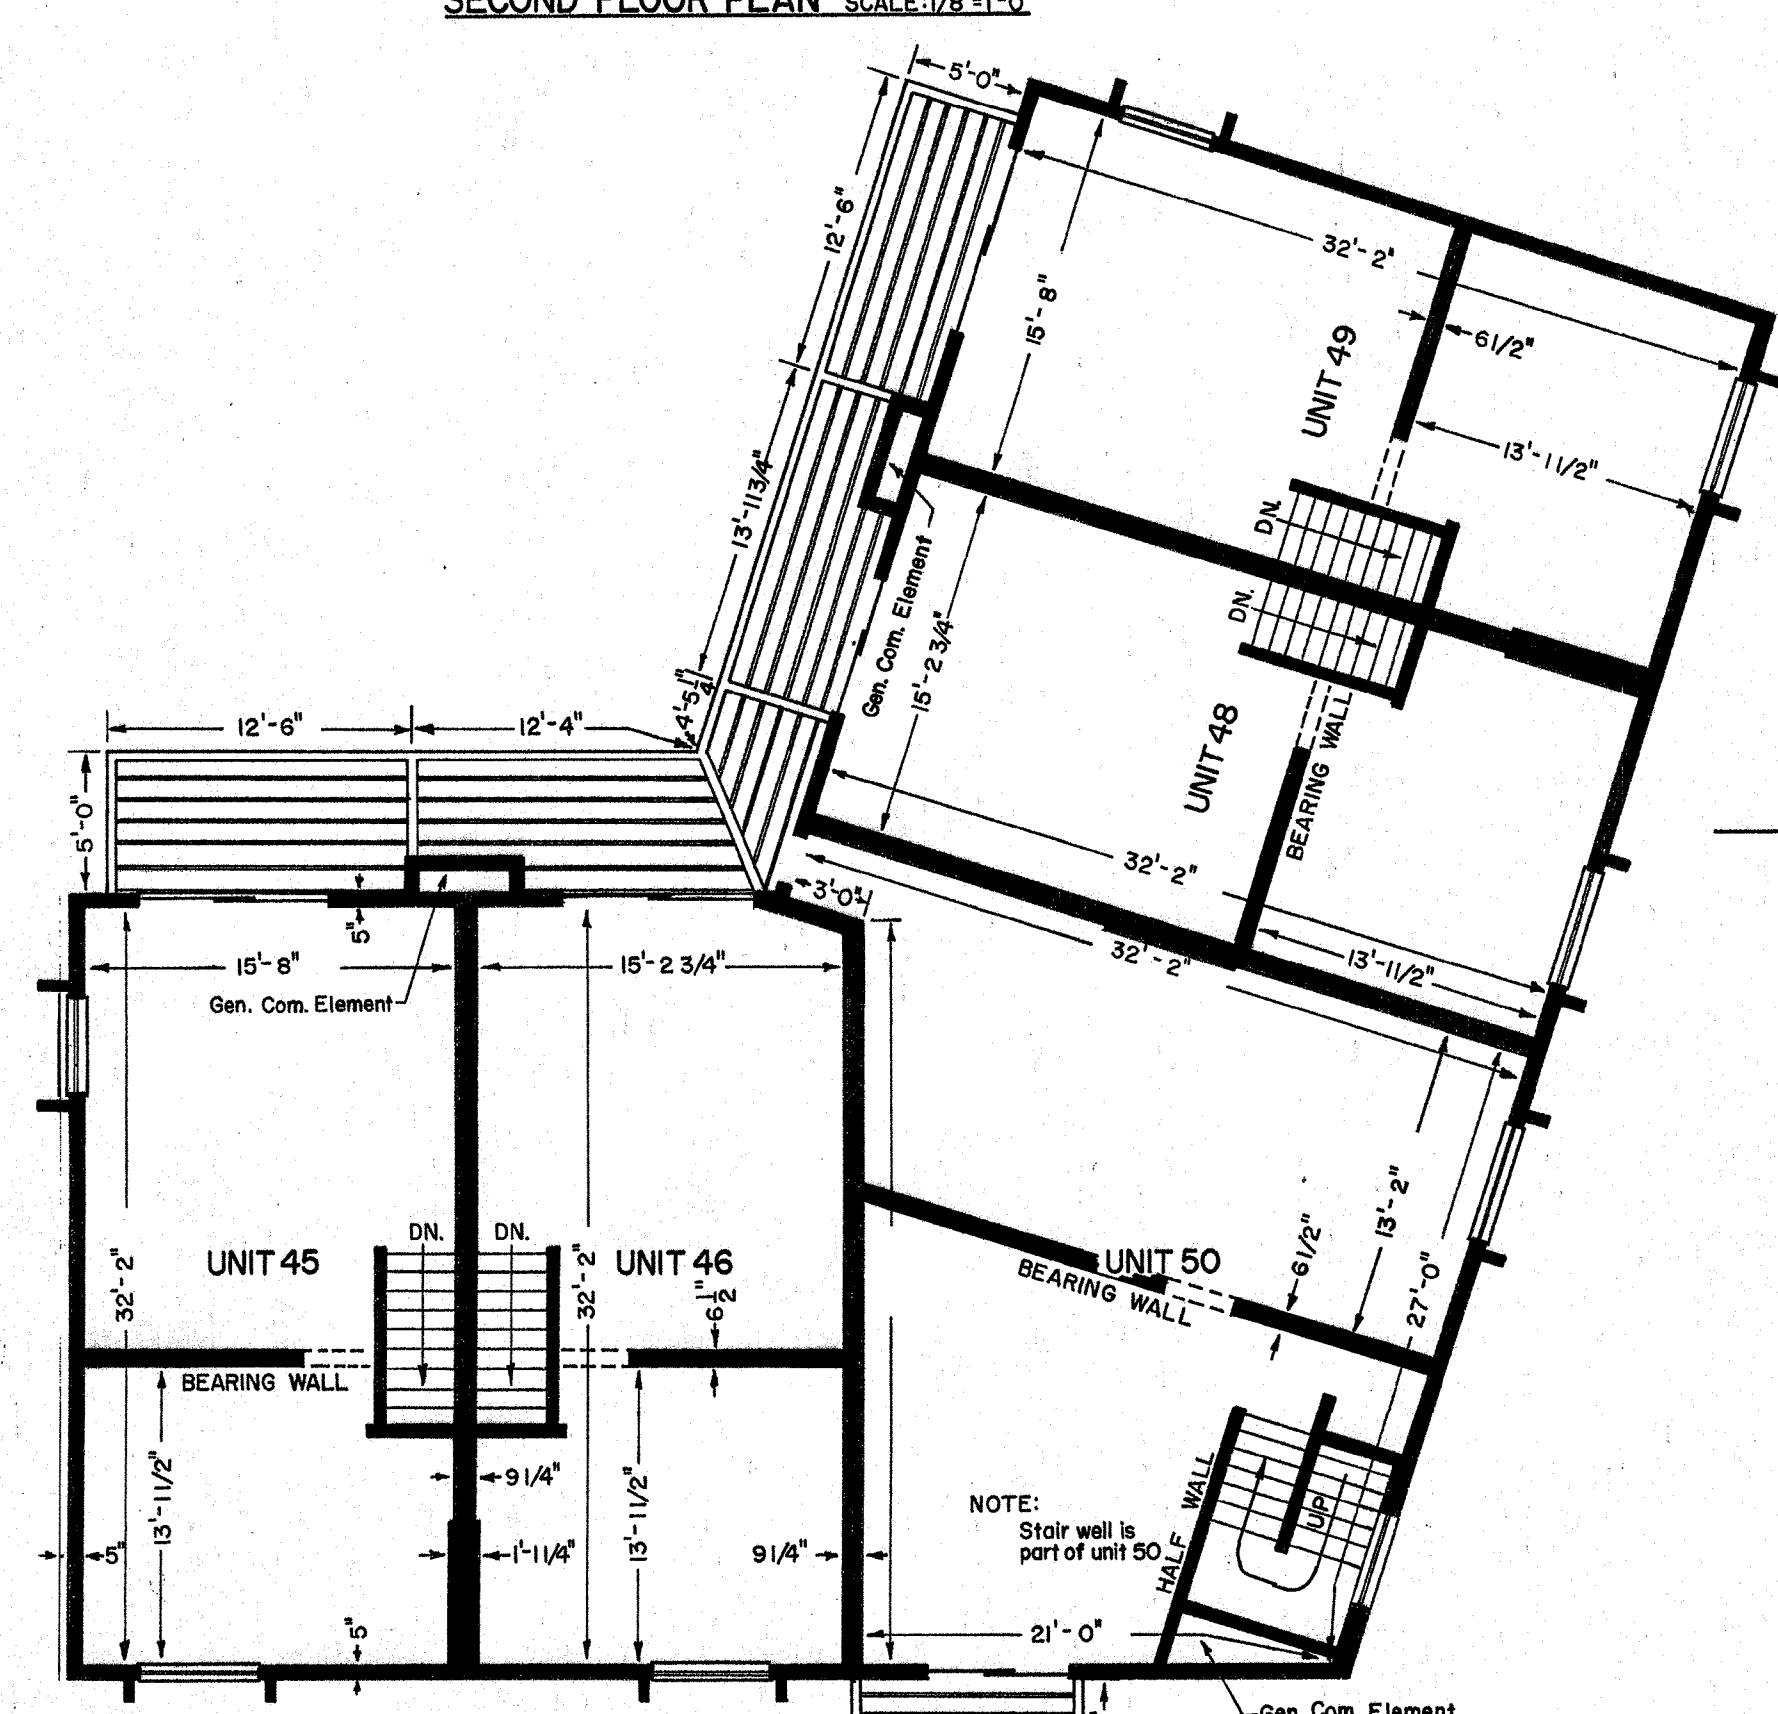 SECOND FLOOR PLAN SCALE:1/8"=1'-0"
5'-0"
12'-6"
32'-2"
15'-8"
6 1/2"
UNIT 49
13'-1 1/2"
13'-1 1 3/4"
DN.
DN.
Gen. Com. Element
15'-2 3/4"
4'-5 1/4"
UNIT 48
BEARING WALL
12'-6"
12'-4"
5'-0"
32'-2"
3'-0"
32'-2"
13'-1 1/2"
5"
15'-8"
15'-2 3/4"
Gen. Com. Element
13'-2"
6 1/2"
27'-0"
DN.
DN.
UNIT 45
UNIT 46
UNIT 50
BEARING WALL
32'-2"
32'-2"
6 1/2"
BEARING WALL
13'-1 1/2"
9 1/4"
13'-1 1/2"
HALF WALL
UP
NOTE:
Stair well is
part of unit 50
5"
1'-1 1/4"
9 1/4"
5"
21'-0"
Gen. Com. Element